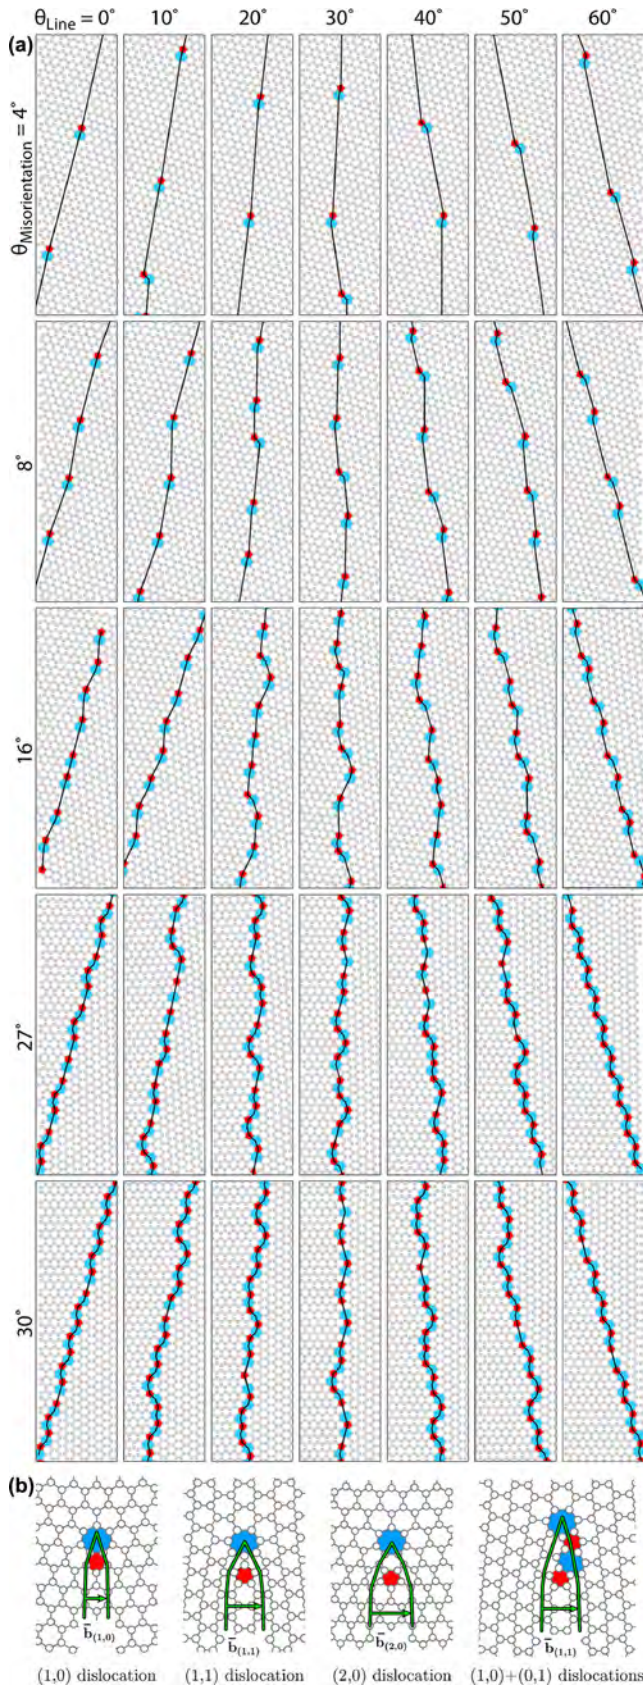 θLine = 0° 10° 20° 30° 40° 50° 60°
(a)
θMisorientation = 4°
8°
16°
27°
30°
(b)
b̄(1,0) b̄(1,1) b̄(2,0) b̄(1,1)
(1,0) dislocation (1,1) dislocation (2,0) dislocation (1,0)+(0,1) dislocations